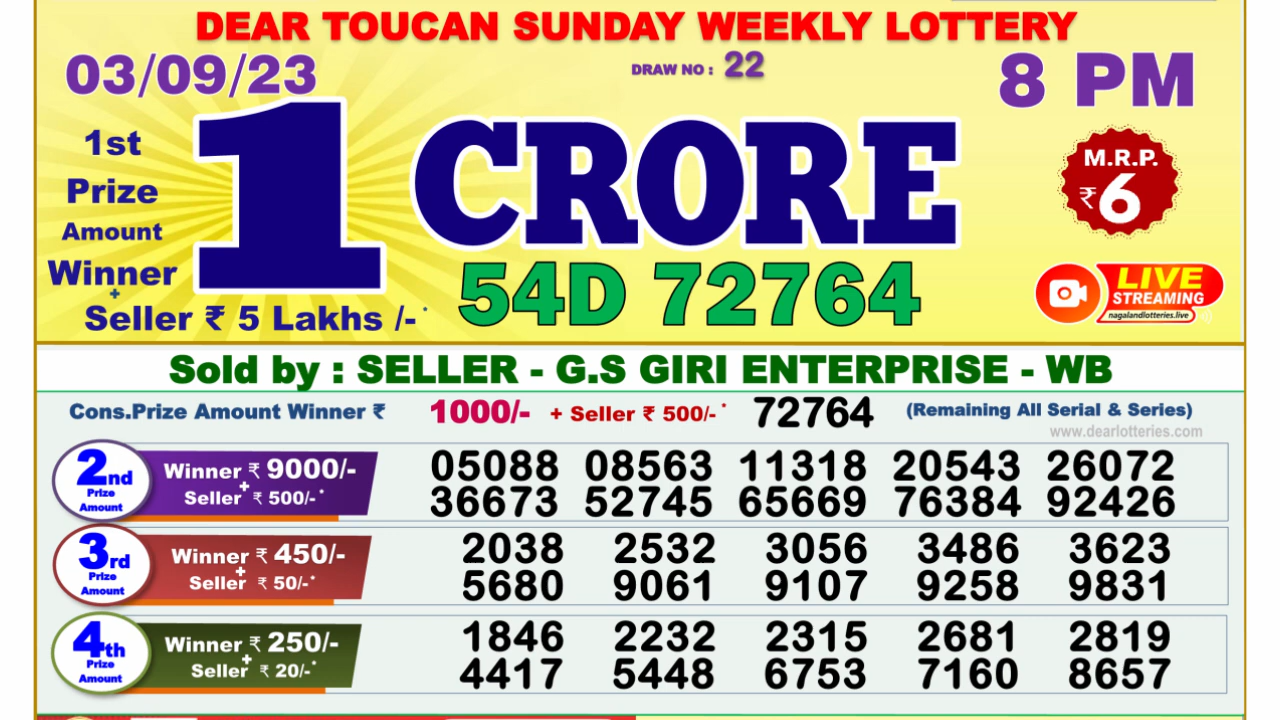 DEAR TOUCAN SUNDAY WEEKLY LOTTERY
03/09/23
DRAW NO : 22
8 PM
1st
Prize
Amount
Winner
+
Seller ₹ 5 Lakhs /-*
1 CRORE
54D 72764
M.R.P.
₹6
LIVE
STREAMING
nagalandlotteries.live
Sold by : SELLER - G.S GIRI ENTERPRISE - WB
Cons.Prize Amount Winner ₹ 1000/- + Seller ₹ 500/-* 72764 (Remaining All Serial & Series)
www.dearlotteries.com
2nd
Prize
Amount
Winner ₹ 9000/-
+
Seller ₹ 500/-*
05088 08563 11318 20543 26072
36673 52745 65669 76384 92426
3rd
Prize
Amount
Winner ₹ 450/-
+
Seller ₹ 50/-*
2038 2532 3056 3486 3623
5680 9061 9107 9258 9831
4th
Prize
Amount
Winner ₹ 250/-
+
Seller ₹ 20/-*
1846 2232 2315 2681 2819
4417 5448 6753 7160 8657